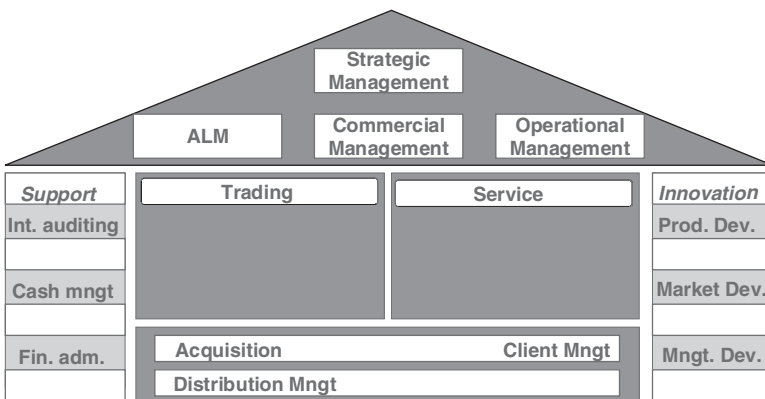 Strategic
Management
ALM
Commercial
Management
Operational
Management
Support
Int. auditing
Cash mngt
Fin. adm.
Trading
Service
Acquisition Client Mngt
Distribution Mngt
Innovation
Prod. Dev.
Market Dev.
Mngt. Dev.